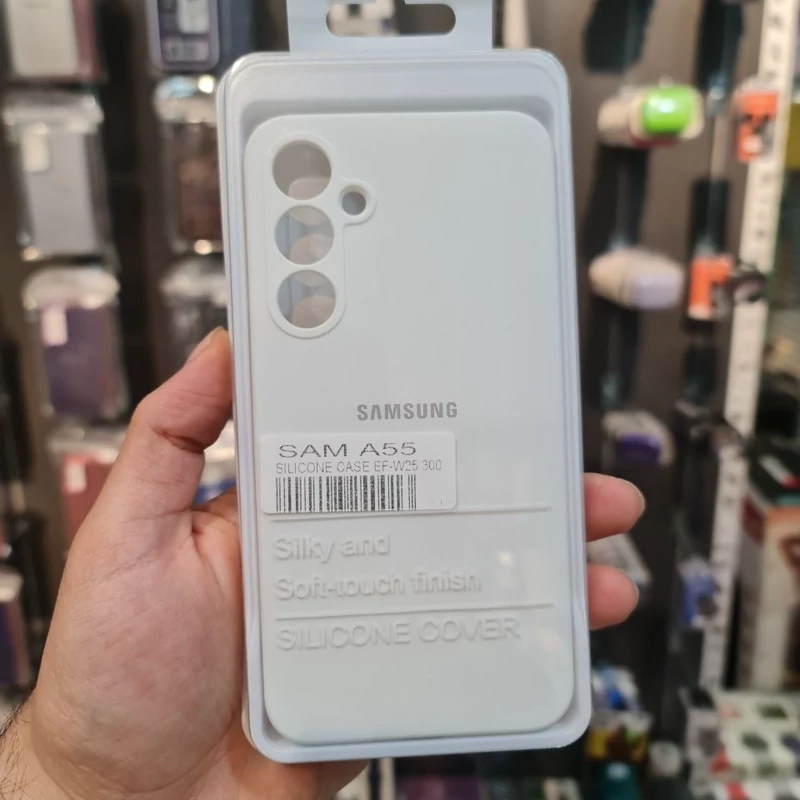 SAMSUNG
SAM A55
SILICONE CASE EF-W25 300
Silky and
Soft-touch finish
SILICONE COVER